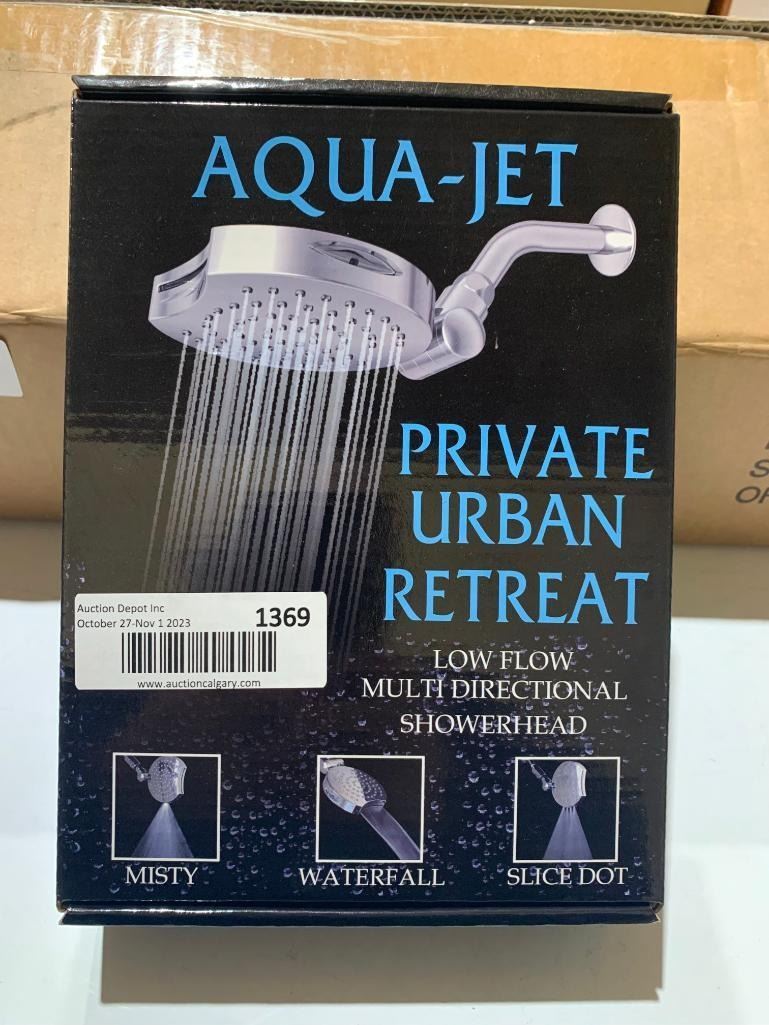 AQUA-JET
PRIVATE
URBAN
RETREAT
Auction Depot Inc
October 27-Nov 1 2023
1369
www.auctioncalgary.com
LOW FLOW
MULTI DIRECTIONAL
SHOWERHEAD
MISTY
WATERFALL
SLICE DOT